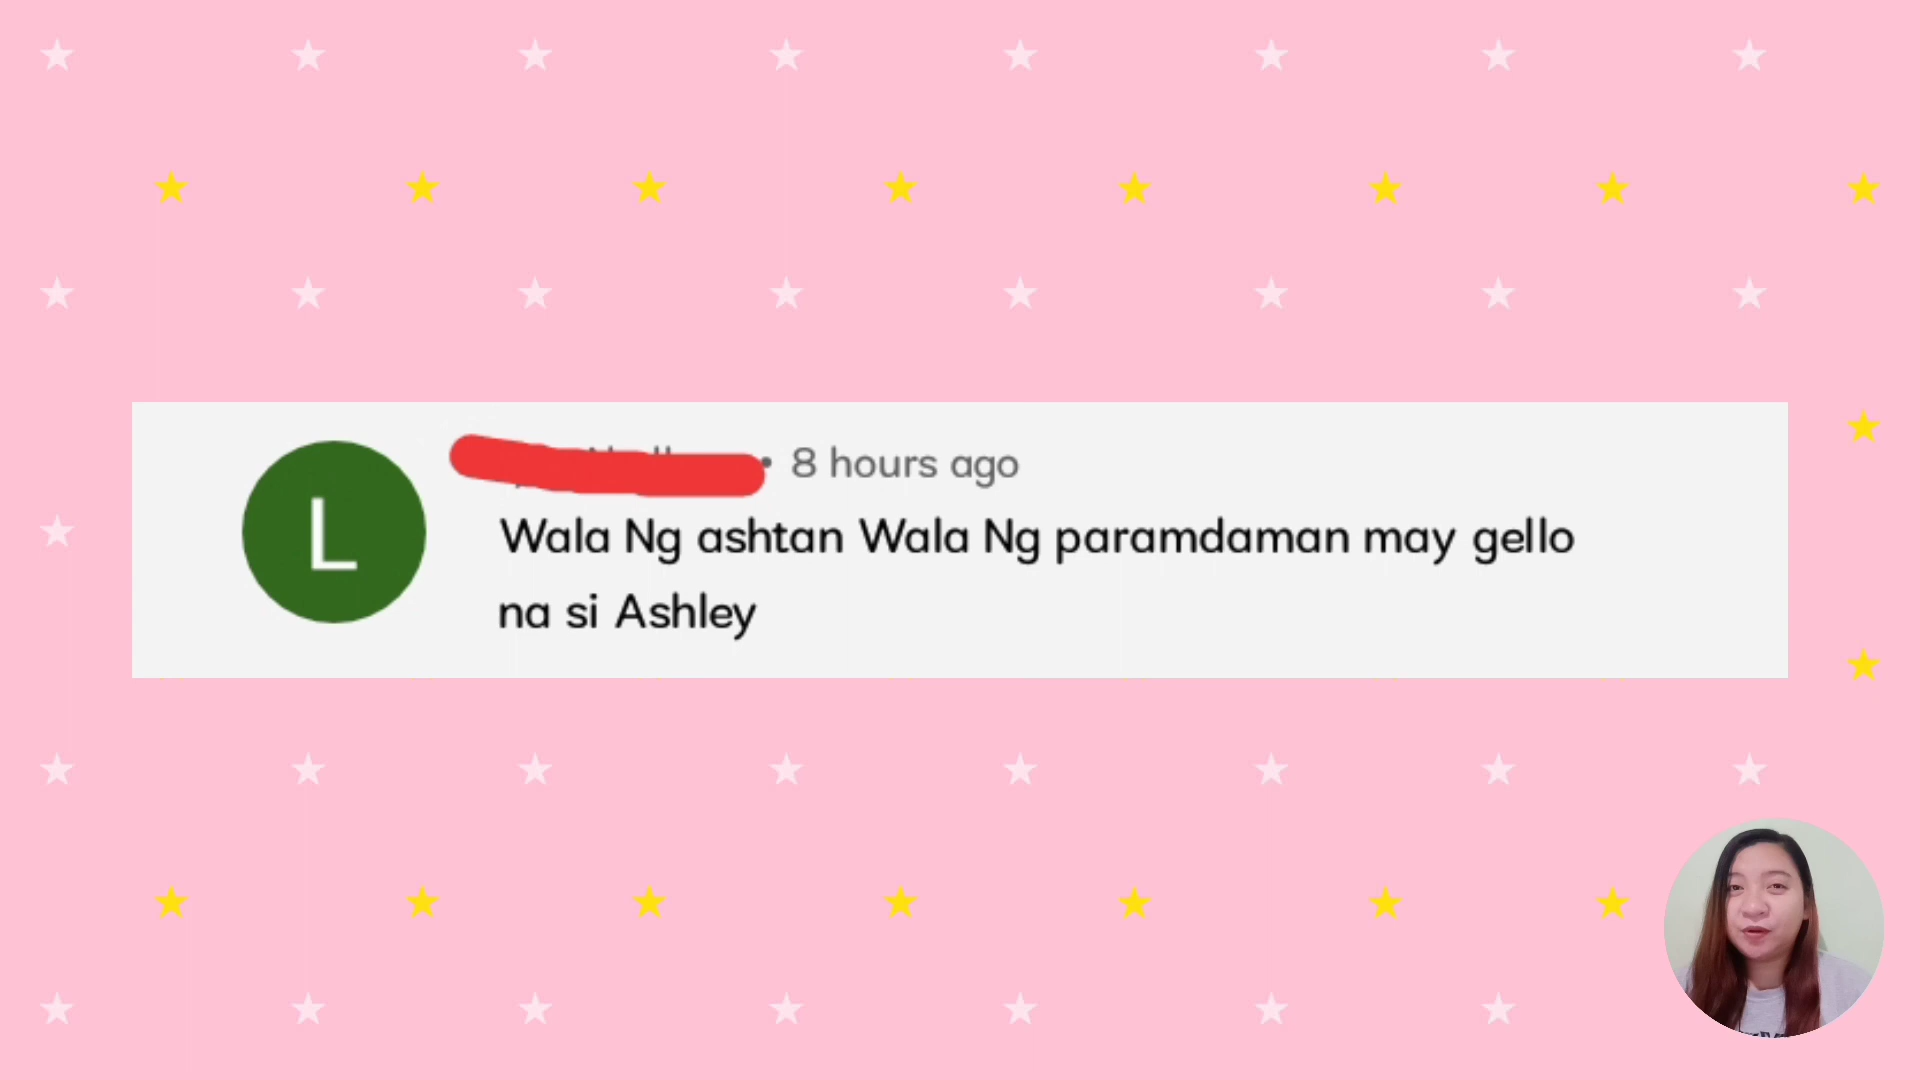 L
8 hours ago
Wala Ng ashtan Wala Ng paramdaman may gello
na si Ashley